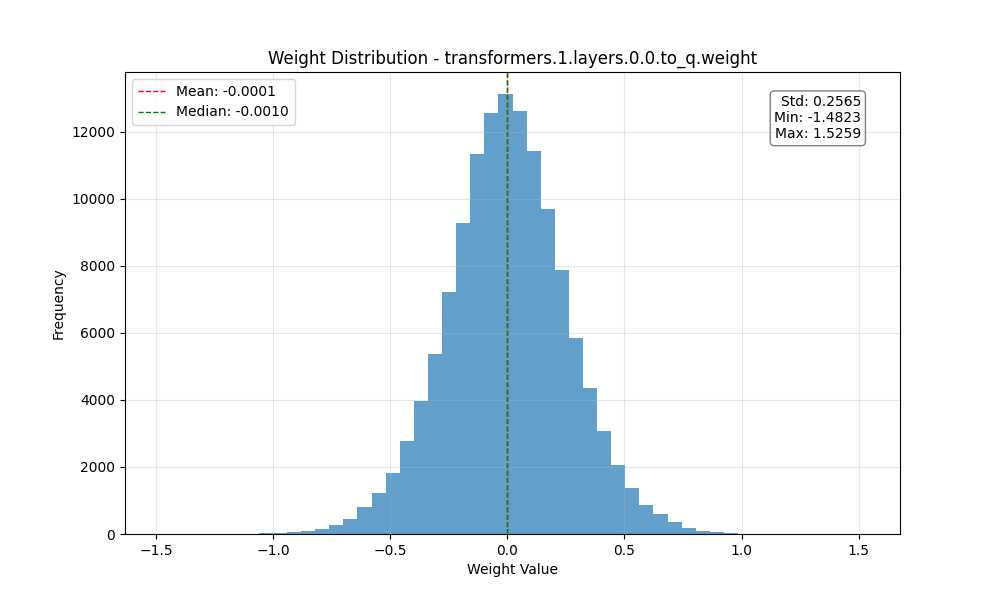 Weight Distribution - transformers.1.layers.0.0.to_q.weight
Mean: -0.0001
Median: -0.0010
Std: 0.2565
Min: -1.4823
Max: 1.5259
12000
10000
8000
6000
4000
2000
0
Frequency
−1.5 −1.0 −0.5 0.0 0.5 1.0 1.5
Weight Value